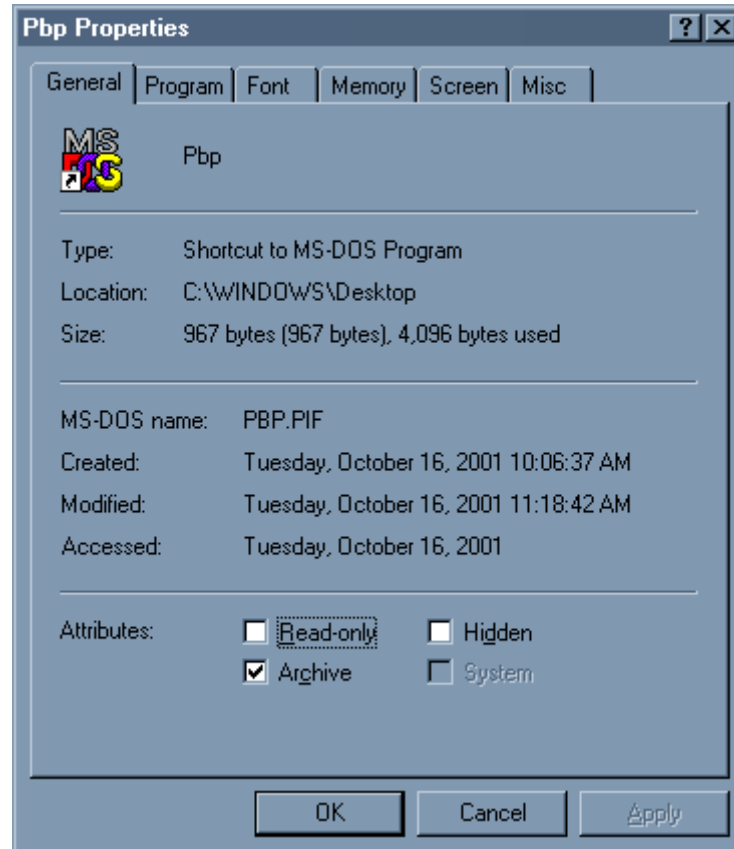 Pbp Properties
General Program Font Memory Screen Misc
MS DOS Pbp
Type: Shortcut to MS-DOS Program
Location: C:\WINDOWS\Desktop
Size: 967 bytes (967 bytes), 4,096 bytes used
MS-DOS name: PBP.PIF
Created: Tuesday, October 16, 2001 10:06:37 AM
Modified: Tuesday, October 16, 2001 11:18:42 AM
Accessed: Tuesday, October 16, 2001
Attributes: Read-only Hidden
Archive System
OK Cancel Apply